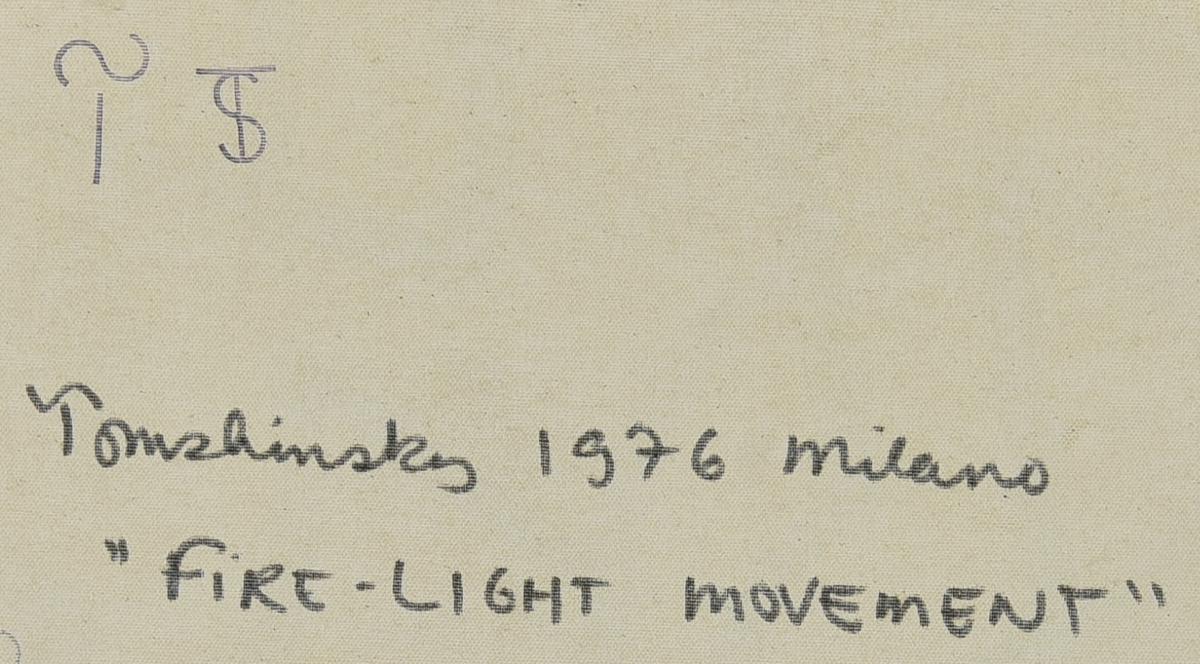 Tomshinsky 1976 Milano
"FiRE-LIGHT MOVEMENT"